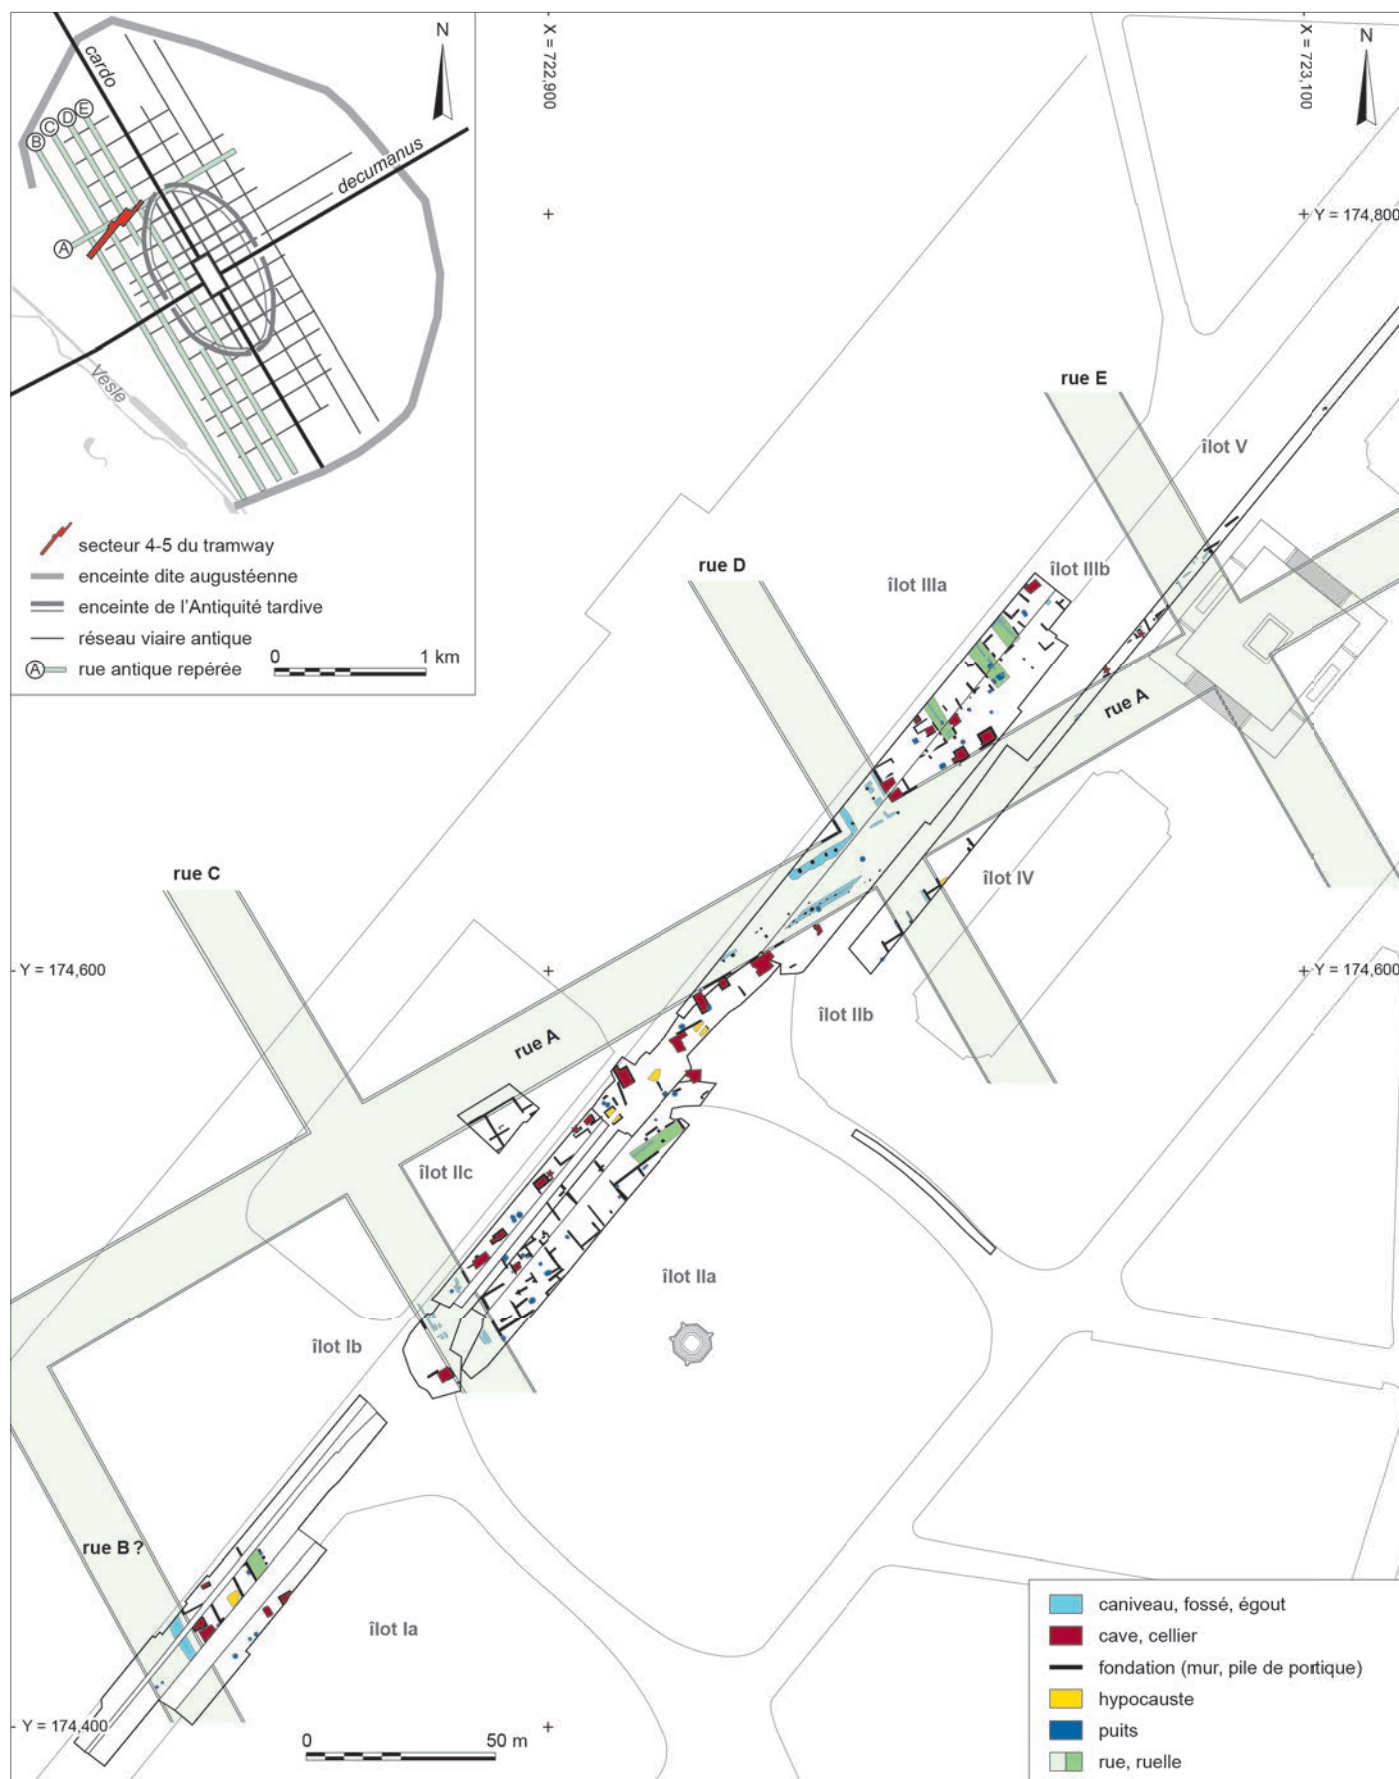 cardo
N
B
C
D
E
A
decumanus
Vesle
secteur 4-5 du tramway
enceinte dite augustéenne
enceinte de l'Antiquité tardive
réseau viaire antique
A rue antique repérée
0 1 km
X = 722,900
X = 723,100
N
Y = 174,800
rue E
îlot V
rue D
îlot IIIa
îlot IIIb
rue A
rue C
îlot IV
Y = 174,600
Y = 174,600
îlot IIb
rue A
îlot IIc
îlot IIa
îlot Ib
rue B ?
îlot Ia
Y = 174,400
0 50 m
caniveau, fossé, égout
cave, cellier
fondation (mur, pile de portique)
hypocauste
puits
rue, ruelle